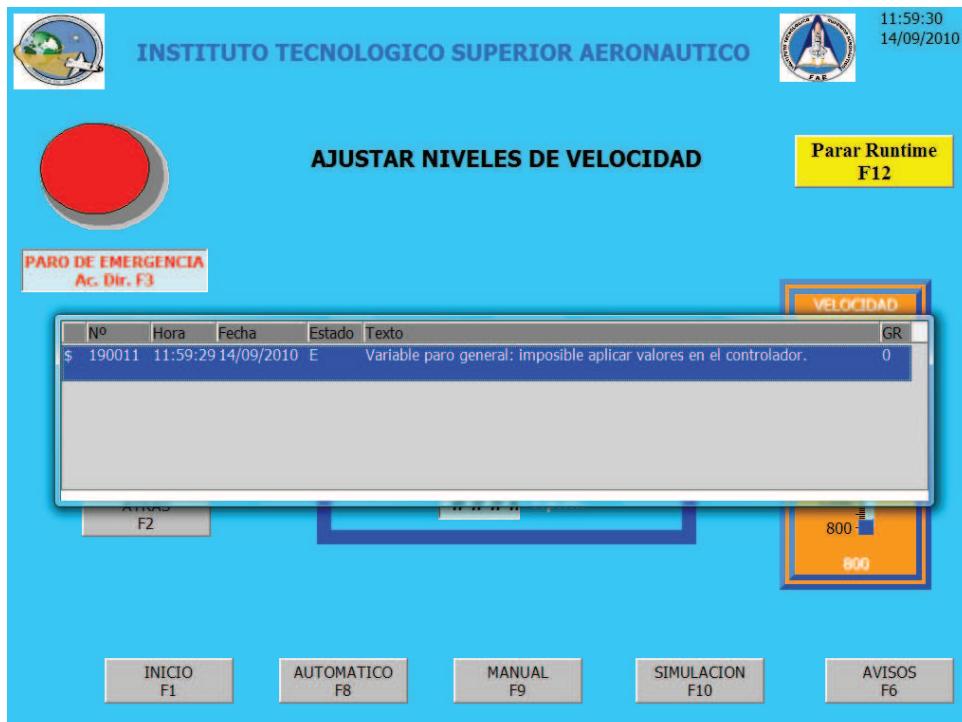 11:59:30
INSTITUTO TECNOLOGICO SUPERIOR AERONAUTICO
14/09/2010
AJUSTAR NIVELES DE VELOCIDAD
Parar Runtime
F12
PARO DE EMERGENCIA
Ac. Dir. F3
VELOCIDAD
Nº Hora Fecha Estado Texto GR
$ 190011 11:59:29 14/09/2010 E Variable paro general: imposible aplicar valores en el controlador. 0
ATRAS
F2
800
800
INICIO
F1
AUTOMATICO
F8
MANUAL
F9
SIMULACION
F10
AVISOS
F6